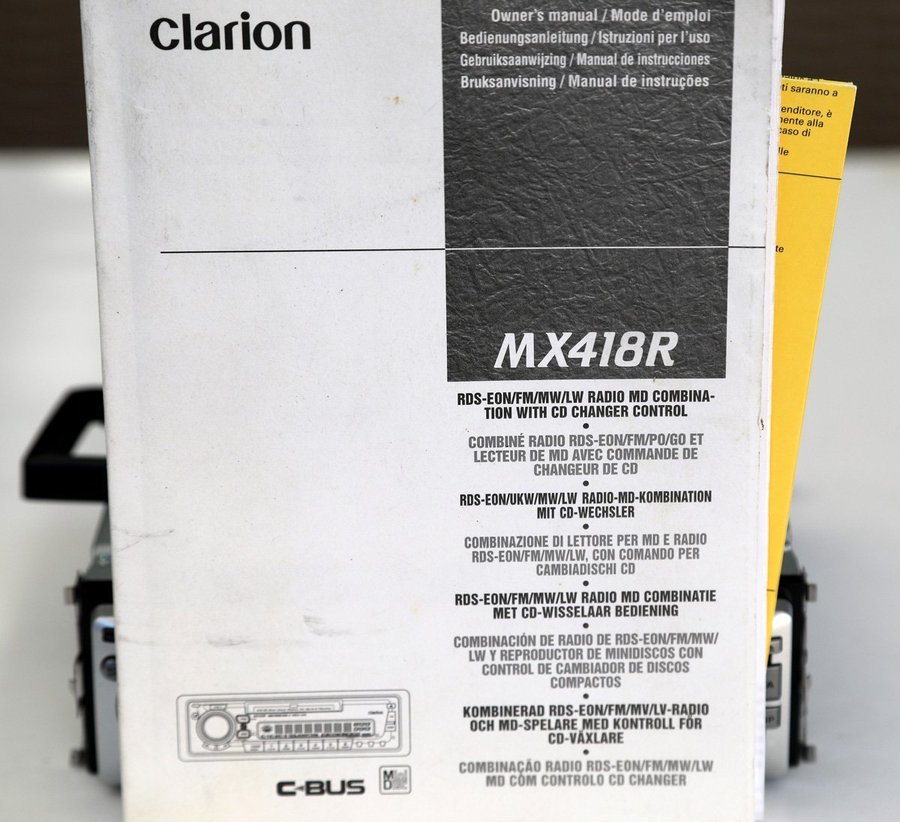 Clarion
Owner's manual / Mode d'emploi
Bedienungsanleitung / Istruzioni per l'uso
Gebruiksaanwijzing / Manual de instrucciones
Bruksanvisning / Manual de instruções
ti saranno a
enditore, è
mente alla
caso di
lle
te
MX418R
RDS-EON/FM/MW/LW RADIO MD COMBINA-
TION WITH CD CHANGER CONTROL
COMBINÉ RADIO RDS-EON/FM/PO/GO ET
LECTEUR DE MD AVEC COMMANDE DE
CHANGEUR DE CD
RDS-EON/UKW/MW/LW RADIO-MD-KOMBINATION
MIT CD-WECHSLER
COMBINAZIONE DI LETTORE PER MD E RADIO
RDS-EON/FM/MW/LW, CON COMANDO PER
CAMBIADISCHI CD
RDS-EON/FM/MW/LW RADIO MD COMBINATIE
MET CD-WISSELAAR BEDIENING
COMBINACIÓN DE RADIO DE RDS-EON/FM/MW/
LW Y REPRODUCTOR DE MINIDISCOS CON
CONTROL DE CAMBIADOR DE DISCOS
COMPACTOS
KOMBINERAD RDS-EON/FM/MV/LV-RADIO
OCH MD-SPELARE MED KONTROLL FÖR
CD-VÄXLARE
COMBINAÇÃO RADIO RDS-EON/FM/MW/LW
MD COM CONTROLO CD CHANGER
Clarion
C-BUS
Mini
Disc